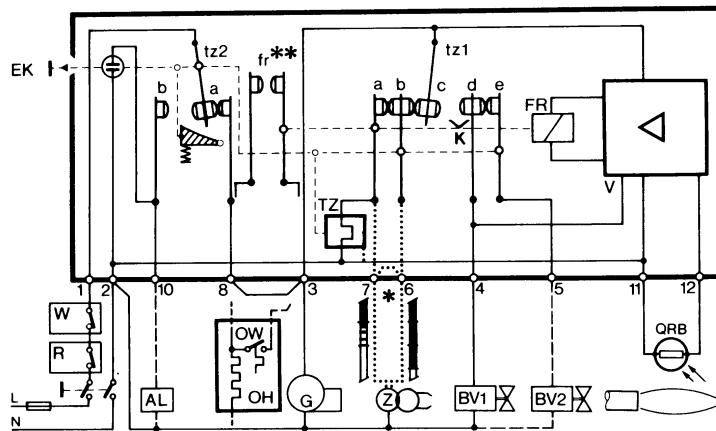 tz2
fr**
tz1
EK
b
a
a
b
c
d
e
FR
K
V
TZ
1
2
10
8
3
7
*
6
4
5
11
12
W
R
OW
OH
QRB
L
N
AL
G
Z
BV1
BV2